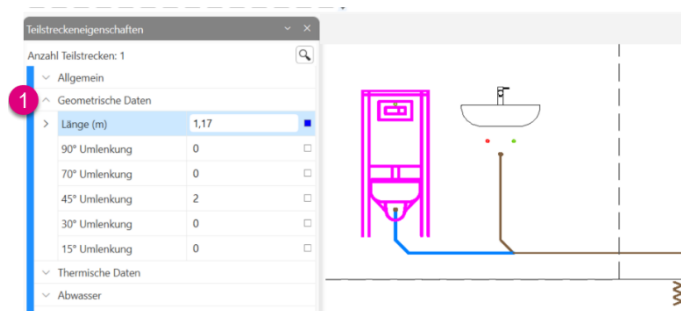 Teilstreckeneigenschaften
Anzahl Teilstrecken: 1
Allgemein
1
Geometrische Daten
Länge (m) 1,17
90° Umlenkung 0
70° Umlenkung 0
45° Umlenkung 2
30° Umlenkung 0
15° Umlenkung 0
Thermische Daten
Abwasser